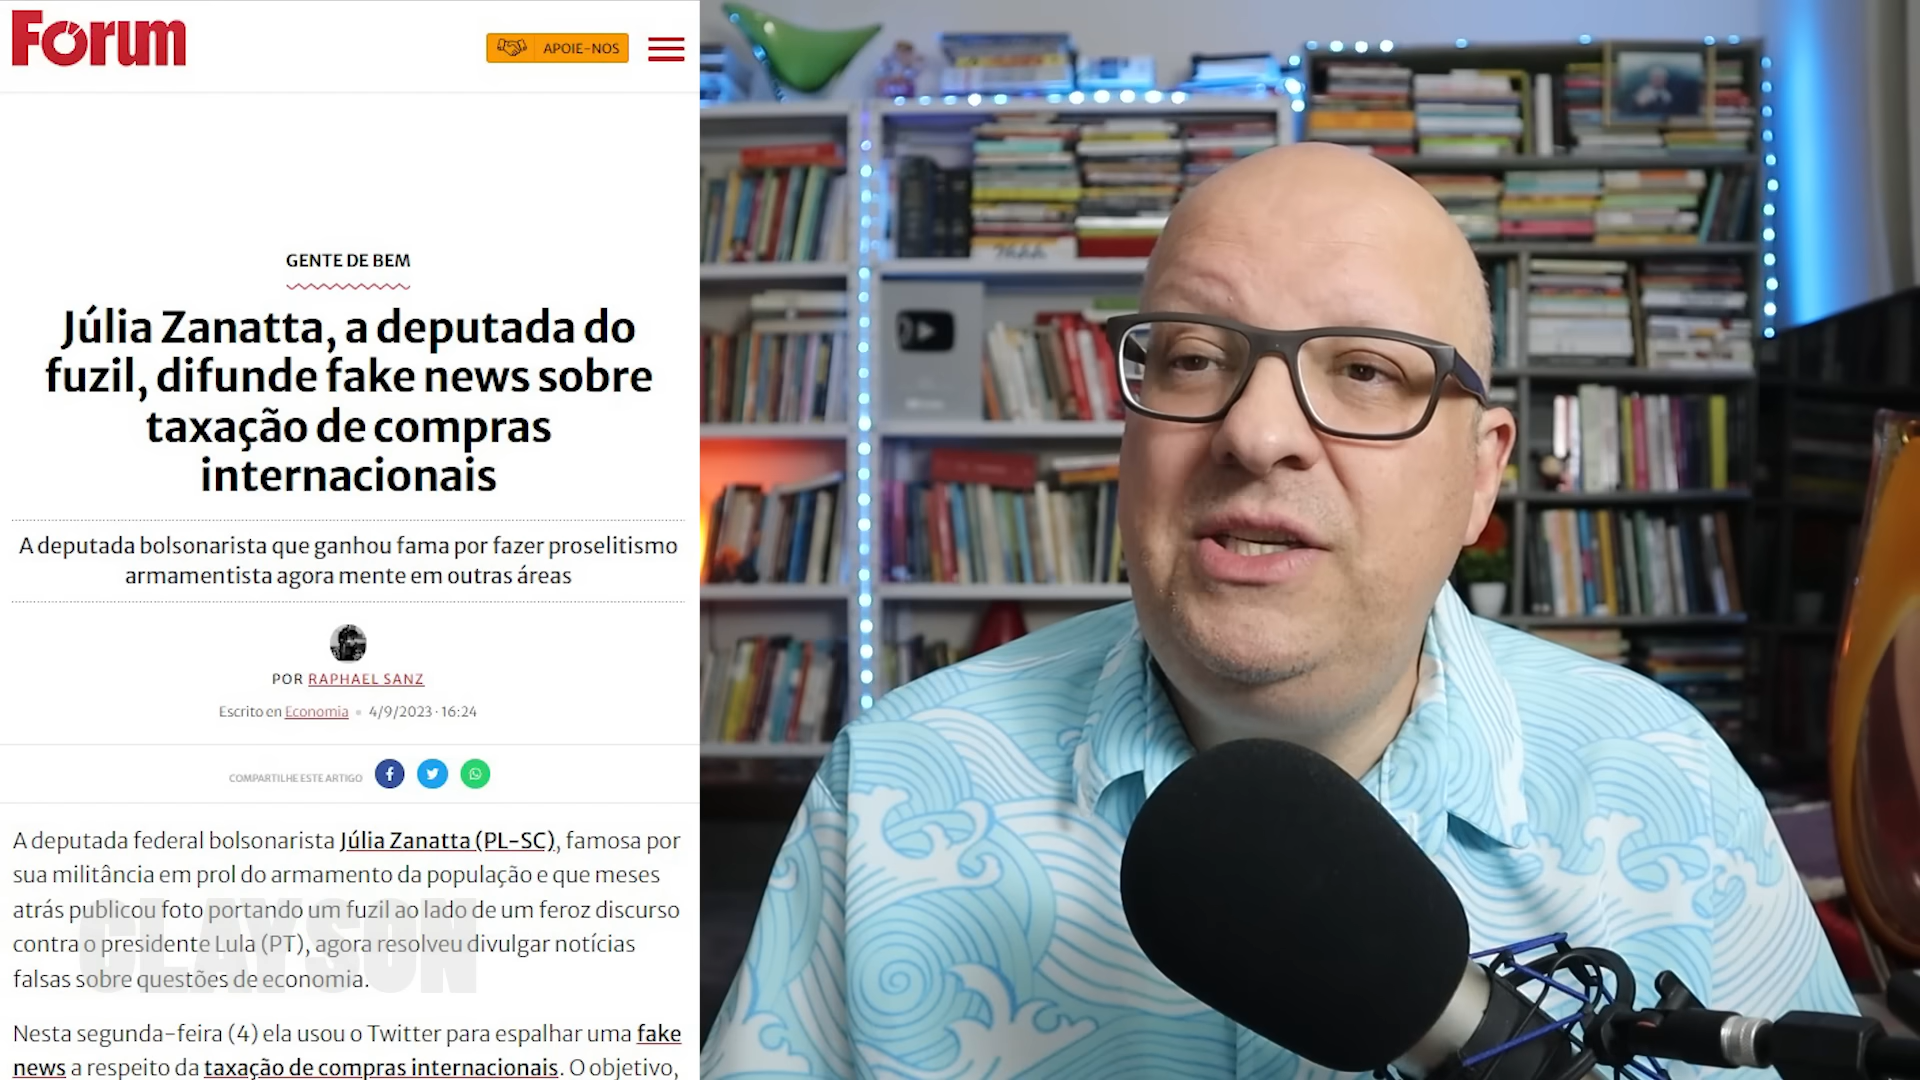 Fórum
APOIE-NOS
GENTE DE BEM
Júlia Zanatta, a deputada do
fuzil, difunde fake news sobre
taxação de compras
internacionais
A deputada bolsonarista que ganhou fama por fazer proselitismo
armamentista agora mente em outras áreas
POR RAPHAEL SANZ
Escrito en Economia • 4/9/2023 · 16:24
COMPARTILHE ESTE ARTIGO
A deputada federal bolsonarista Júlia Zanatta (PL-SC), famosa por
sua militância em prol do armamento da população e que meses
atrás publicou foto portando um fuzil ao lado de um feroz discurso
contra o presidente Lula (PT), agora resolveu divulgar notícias
falsas sobre questões de economia.
CLAYSON
Nesta segunda-feira (4) ela usou o Twitter para espalhar uma fake
news a respeito da taxação de compras internacionais. O objetivo,